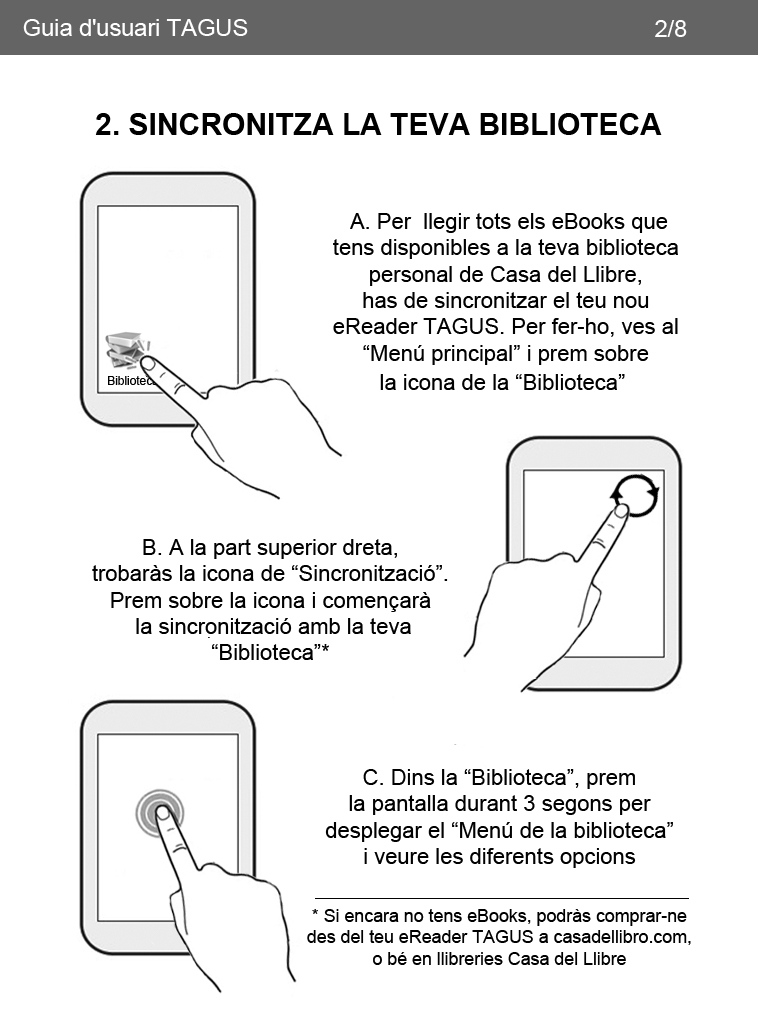 Guia d'usuari TAGUS
2/8
2. SINCRONITZA LA TEVA BIBLIOTECA
A. Per llegir tots els eBooks que
tens disponibles a la teva biblioteca
personal de Casa del Llibre,
has de sincronitzar el teu nou
eReader TAGUS. Per fer-ho, ves al
“Menú principal” i prem sobre
la icona de la “Biblioteca”
Bibliotec
B. A la part superior dreta,
trobaràs la icona de “Sincronització”.
Prem sobre la icona i començarà
la sincronització amb la teva
“Biblioteca”*
C. Dins la “Biblioteca”, prem
la pantalla durant 3 segons per
desplegar el “Menú de la biblioteca”
i veure les diferents opcions
* Si encara no tens eBooks, podràs comprar-ne
des del teu eReader TAGUS a casadellibro.com,
o bé en llibreries Casa del Llibre